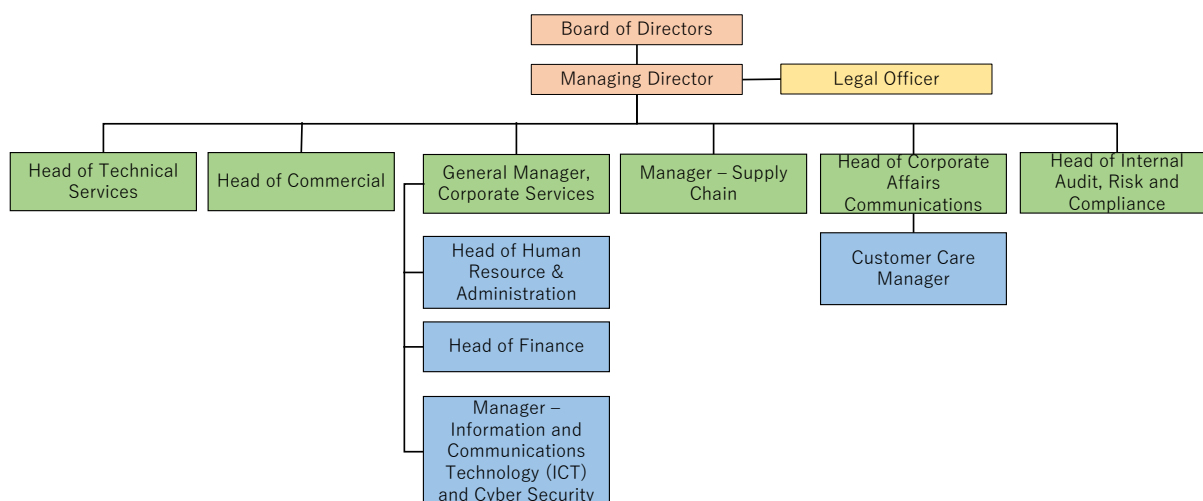 Board of Directors
Managing Director
Legal Officer
Head of Technical
Services
Head of Commercial
General Manager,
Corporate Services
Manager – Supply
Chain
Head of Corporate
Affairs
Communications
Head of Internal
Audit, Risk and
Compliance
Head of Human
Resource &
Administration
Customer Care
Manager
Head of Finance
Manager –
Information and
Communications
Technology (ICT)
and Cyber Security